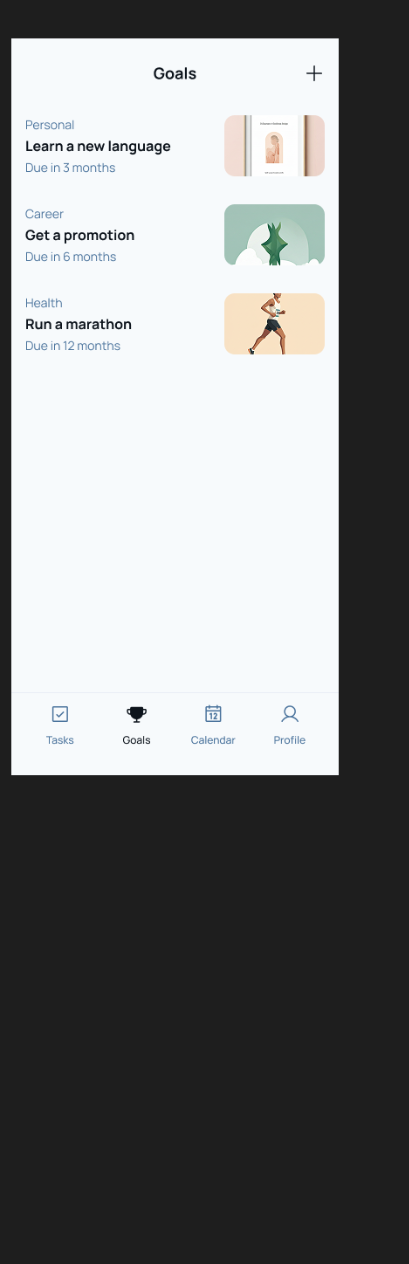 Goals
Personal
Learn a new language
Due in 3 months
Career
Get a promotion
Due in 6 months
Health
Run a marathon
Due in 12 months
12
Tasks
Goals
Calendar
Profile